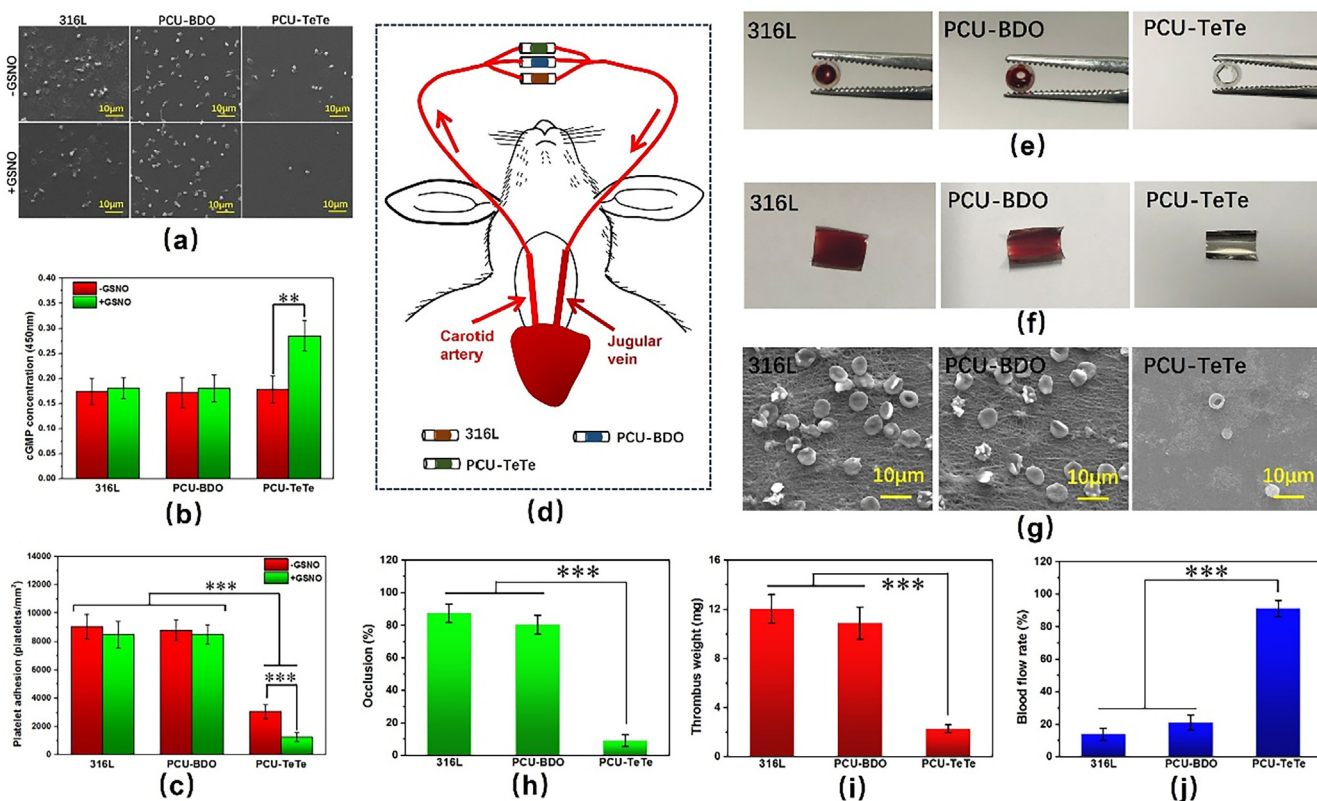 316L PCU-BDO PCU-TeTe
-GSNO
10μm 10μm 10μm
+GSNO
10μm 10μm 10μm
(a)
0.40
0.35
0.30
0.25
0.20
0.15
0.10
0.05
0.00
cGMP concentration (450nm)
-GSNO
+GSNO
**
316L PCU-BDO PCU-TeTe
(b)
14000
12000
10000
8000
6000
4000
2000
0
Platelet adhesion (platelets/mm²)
-GSNO
+GSNO
***
***
316L PCU-BDO PCU-TeTe
(c)
Carotid
artery
Jugular
vein
316L
PCU-BDO
PCU-TeTe
(d)
316L PCU-BDO PCU-TeTe
(e)
316L PCU-BDO PCU-TeTe
(f)
316L PCU-BDO PCU-TeTe
10μm 10μm 10μm
(g)
120
100
80
60
40
20
0
Occlusion (%)
***
316L PCU-BDO PCU-TeTe
(h)
16
12
8
4
0
Thrombus weight (mg)
***
316L PCU-BDO PCU-TeTe
(i)
120
100
80
60
40
20
0
Blood flow rate (%)
***
316L PCU-BDO PCU-TeTe
(j)